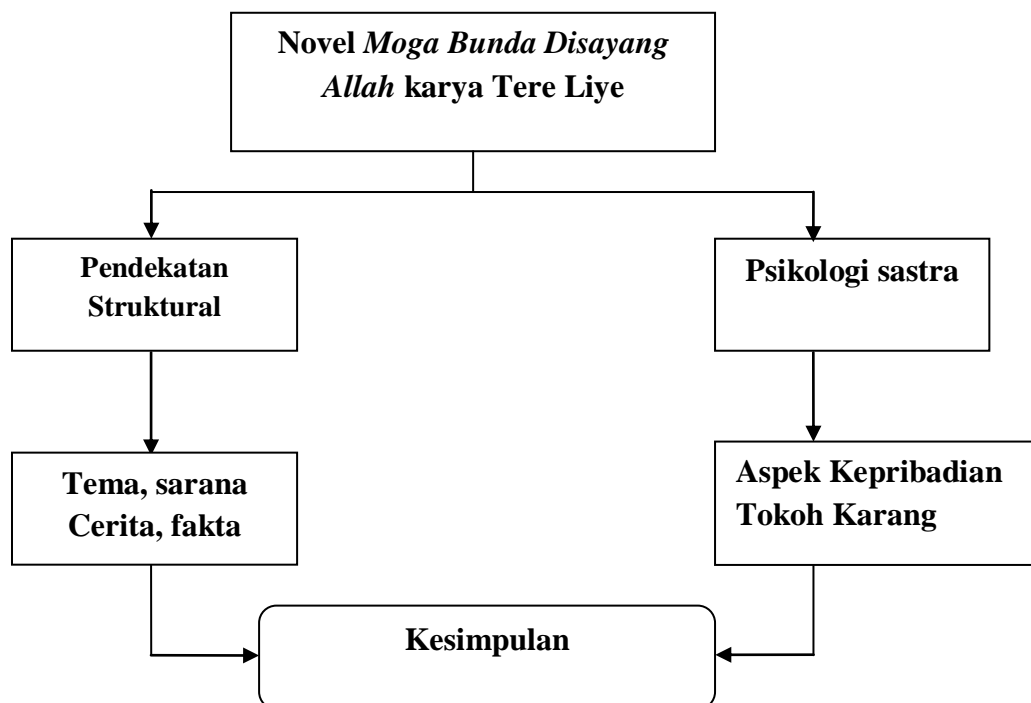 Novel Moga Bunda Disayang
Allah karya Tere Liye
Pendekatan
Struktural
Psikologi sastra
Tema, sarana
Cerita, fakta
Aspek Kepribadian
Tokoh Karang
Kesimpulan